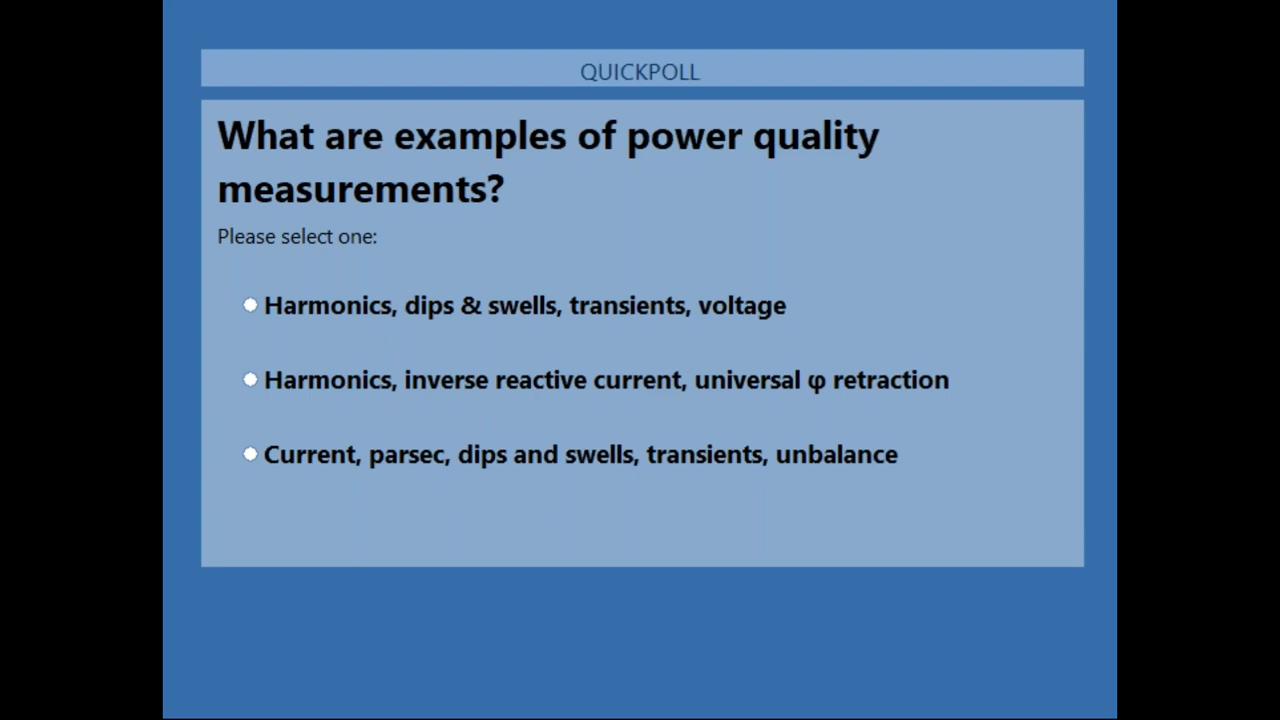 QUICKPOLL
What are examples of power quality
measurements?
Please select one:
Harmonics, dips & swells, transients, voltage
Harmonics, inverse reactive current, universal φ retraction
Current, parsec, dips and swells, transients, unbalance